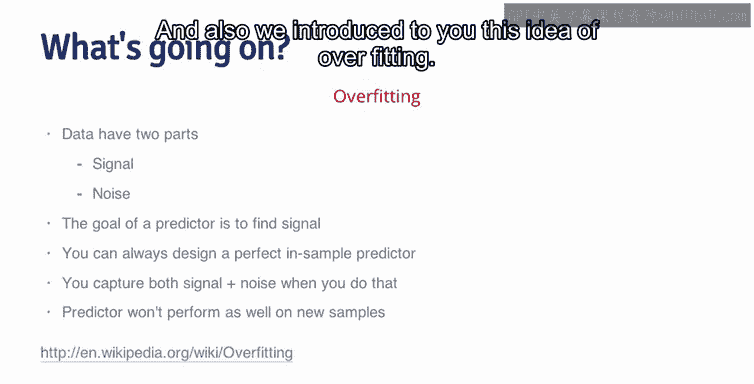 And also we introduced to you this idea of
over fitting.
What's going on?
Overfitting
· Data have two parts
- Signal
- Noise
· The goal of a predictor is to find signal
· You can always design a perfect in-sample predictor
· You capture both signal + noise when you do that
· Predictor won't perform as well on new samples
http://en.wikipedia.org/wiki/Overfitting